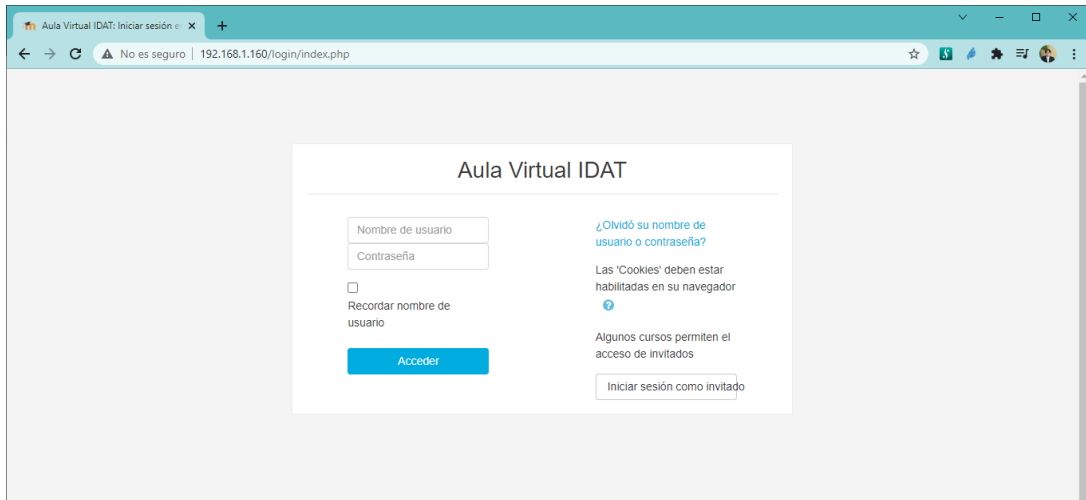 Aula Virtual IDAT: Iniciar sesión e
No es seguro | 192.168.1.160/login/index.php
Aula Virtual IDAT
Nombre de usuario
Contraseña
Recordar nombre de
usuario
Acceder
¿Olvidó su nombre de
usuario o contraseña?
Las 'Cookies' deben estar
habilitadas en su navegador
Algunos cursos permiten el
acceso de invitados
Iniciar sesión como invitado